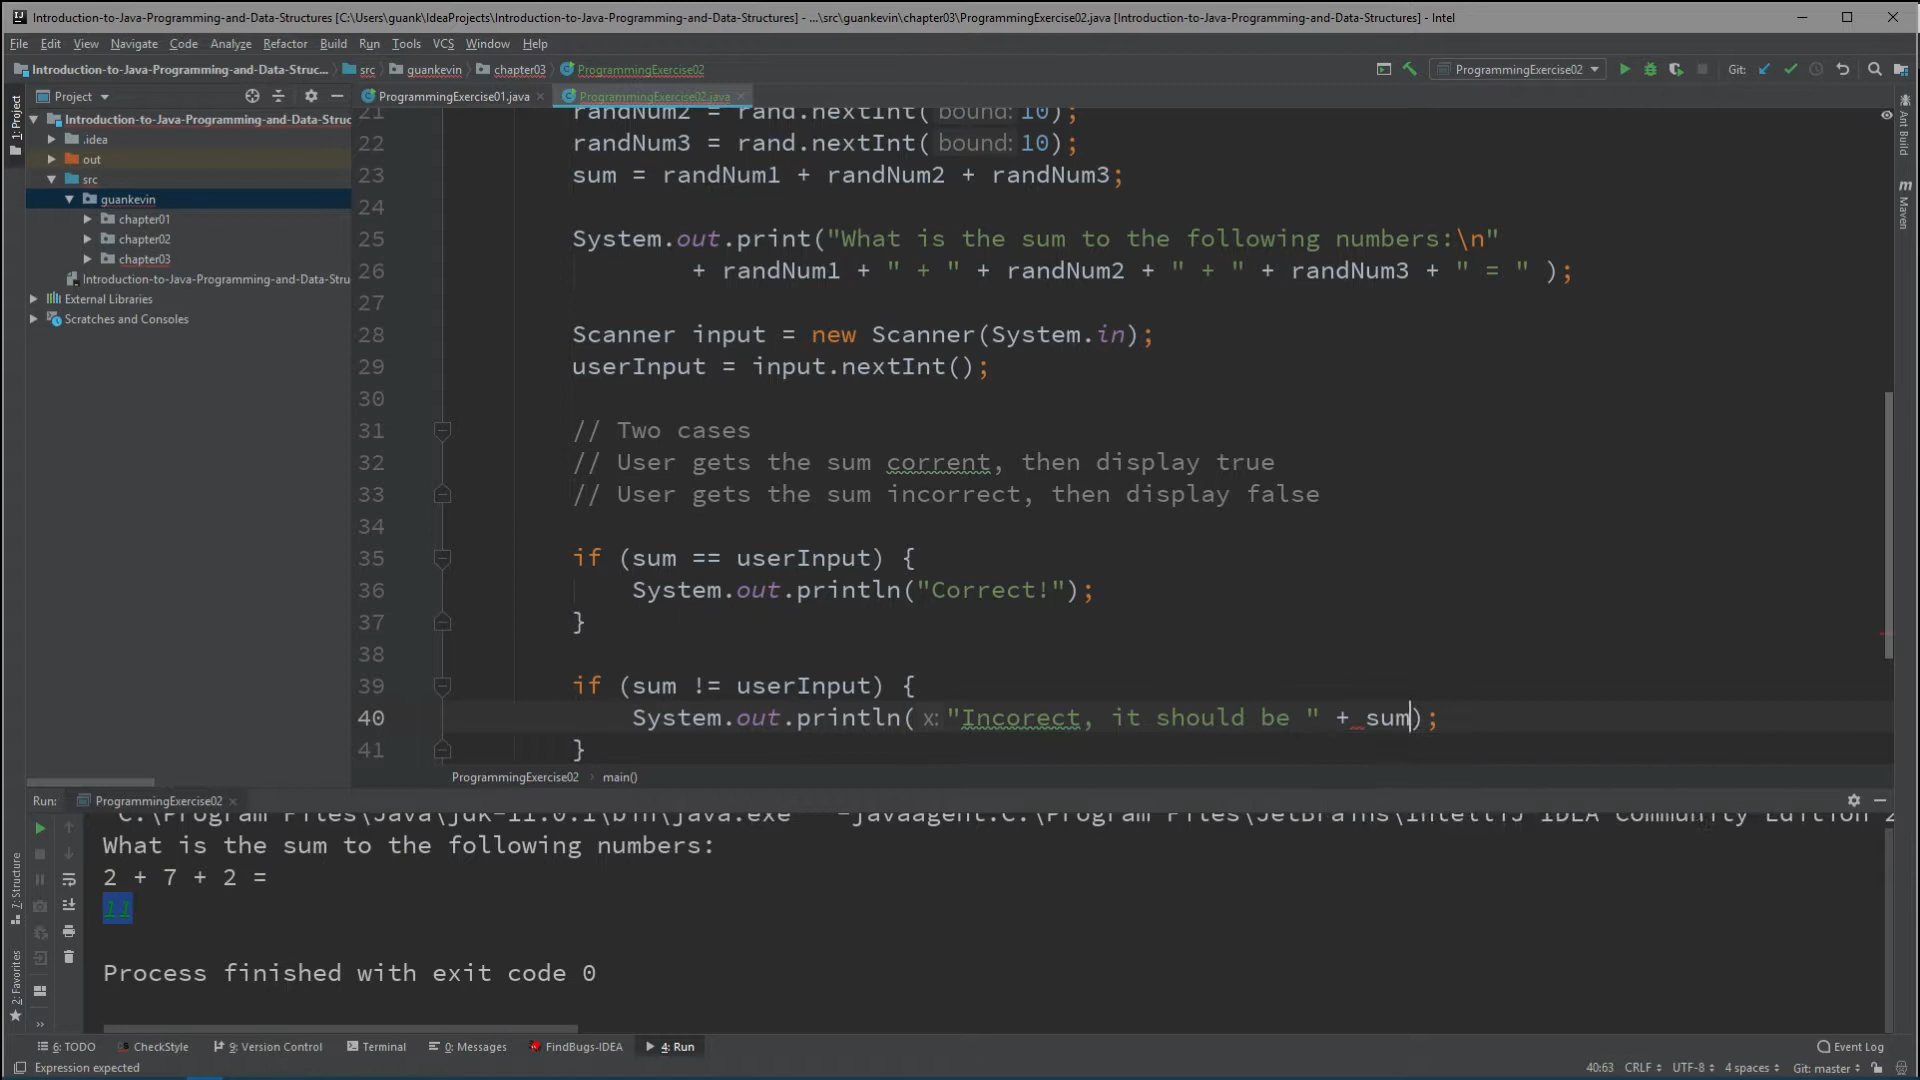 Introduction-to-Java-Programming-and-Data-Structures [C:\Users\guank\IdeaProjects\Introduction-to-Java-Programming-and-Data-Structures] - ...\src\guankevin\chapter03\ProgrammingExercise02.java [Introduction-to-Java-Programming-and-Data-Structures] - Intel
File Edit View Navigate Code Analyze Refactor Build Run Tools VCS Window Help
Introduction-to-Java-Programming-and-Data-Struc... src guankevin chapter03 ProgrammingExercise02 ProgrammingExercise02 Git:
Project ProgrammingExercise01.java ProgrammingExercise02.java
1: Project
Introduction-to-Java-Programming-and-Data-Struc
.idea
out
src
guankevin
chapter01
chapter02
chapter03
Introduction-to-Java-Programming-and-Data-Stru
External Libraries
Scratches and Consoles
21 randNum2 = rand.nextInt( bound: 10);
22 randNum3 = rand.nextInt( bound: 10);
23 sum = randNum1 + randNum2 + randNum3;
24
25 System.out.print("What is the sum to the following numbers:\n"
26 + randNum1 + " + " + randNum2 + " + " + randNum3 + " = " );
27
28 Scanner input = new Scanner(System.in);
29 userInput = input.nextInt();
30
31 // Two cases
32 // User gets the sum corrent, then display true
33 // User gets the sum incorrect, then display false
34
35 if (sum == userInput) {
36 System.out.println("Correct!");
37 }
38
39 if (sum != userInput) {
40 System.out.println( x: "Incorect, it should be " + sum);
41 }
ProgrammingExercise02 › main()
Ant Build
m Maven
Run: ProgrammingExercise02
"C:\Program Files\Java\jdk-11.0.1\bin\java.exe" "-javaagent:C:\Program Files\JetBrains\IntelliJ IDEA Community Edition 2
What is the sum to the following numbers:
2 + 7 + 2 =
11
Process finished with exit code 0
7: Structure
2: Favorites
6: TODO CheckStyle 9: Version Control Terminal 0: Messages FindBugs-IDEA 4: Run Event Log
Expression expected 40:63 CRLF UTF-8 4 spaces Git: master